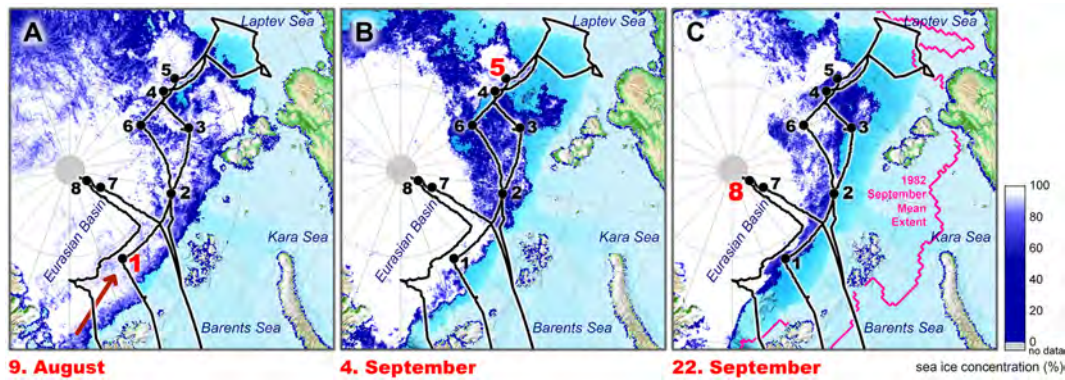 A
Laptev Sea
5
4
6
3
8
7
2
Eurasian Basin
1
Kara Sea
Barents Sea
9. August
B
Laptev Sea
5
4
6
3
8
7
2
Eurasian Basin
1
Kara Sea
Barents Sea
4. September
C
Laptev Sea
5
4
6
3
8
7
2
1982
September
Mean
Extent
Eurasian Basin
1
Kara Sea
Barents Sea
22. September
100
80
60
40
20
0
no data
sea ice concentration (%)